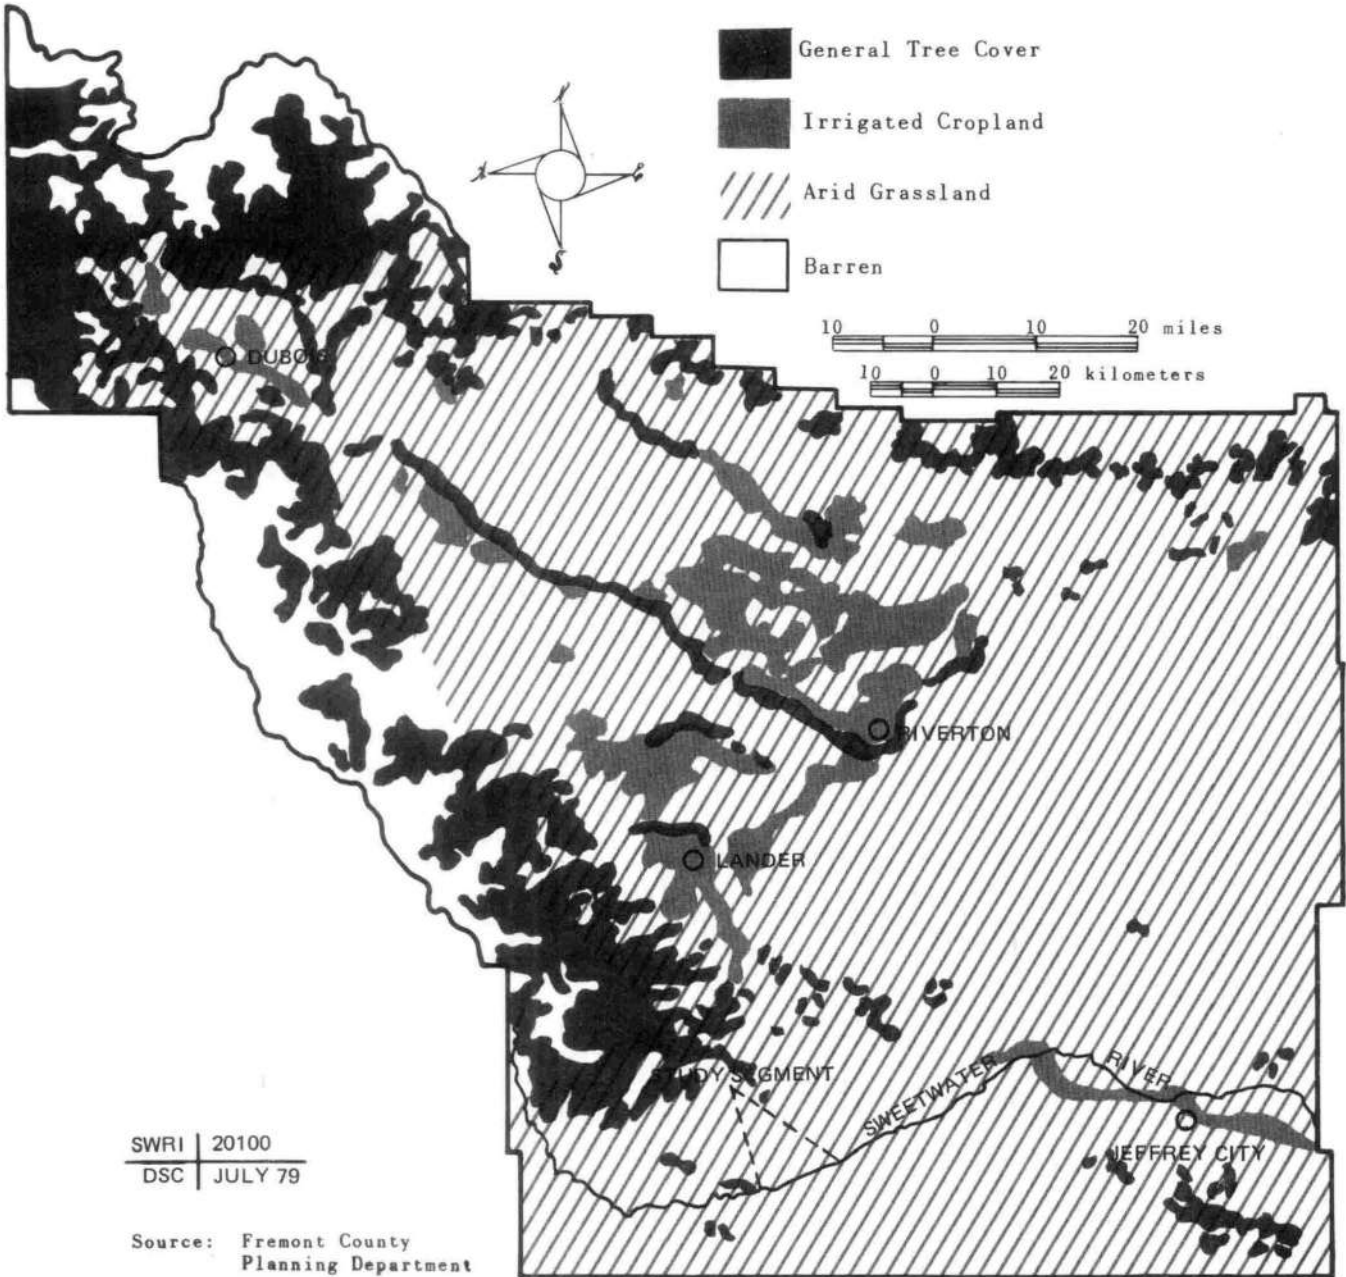 General Tree Cover
Irrigated Cropland
Arid Grassland
Barren
N
S
10 0 10 20 miles
10 0 10 20 kilometers
DUBOIS
RIVERTON
LANDER
STUDY SEGMENT
SWEETWATER RIVER
JEFFREY CITY
SWRI 20100
DSC JULY 79
Source: Fremont County
Planning Department